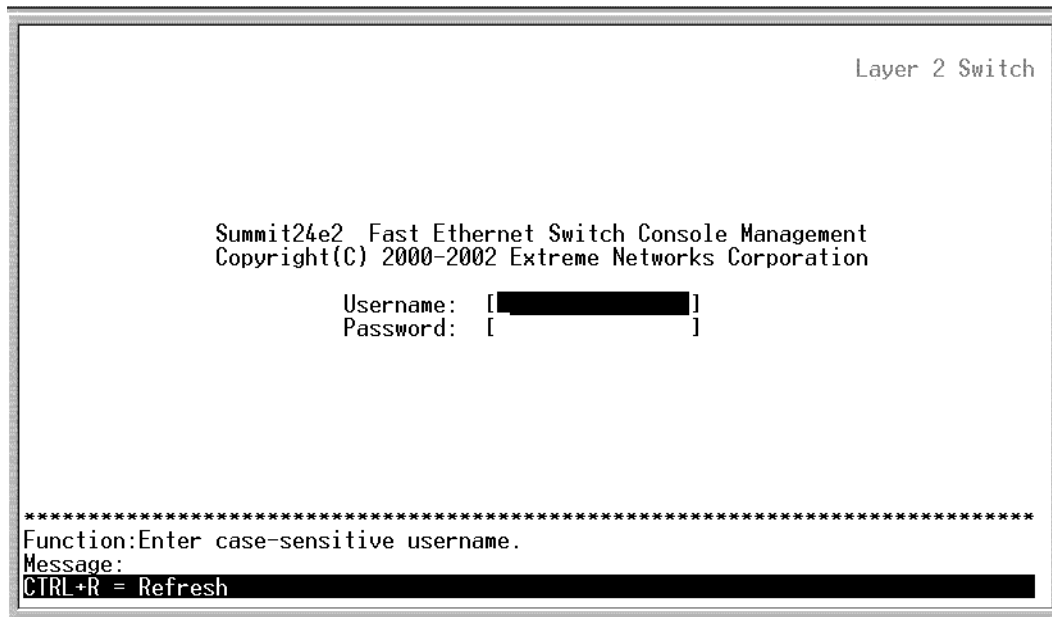 Layer 2 Switch
Summit24e2 Fast Ethernet Switch Console Management
Copyright(C) 2000-2002 Extreme Networks Corporation
Username: [ ]
Password: [ ]
*******************************************************************************
Function:Enter case-sensitive username.
Message:
CTRL+R = Refresh